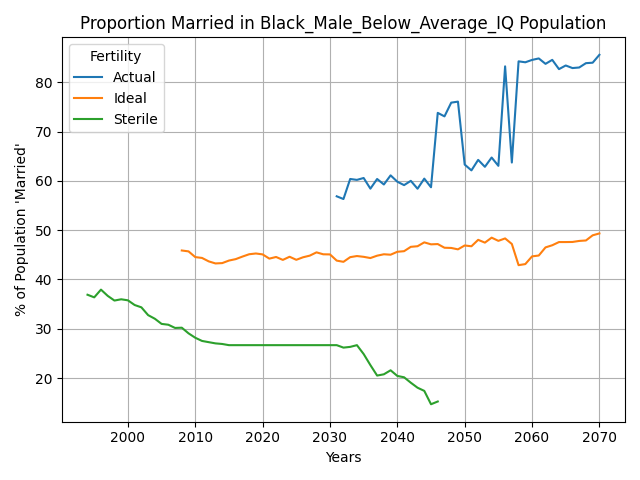 Proportion Married in Black_Male_Below_Average_IQ Population
Fertility
Actual
Ideal
Sterile
% of Population 'Married'
80
70
60
50
40
30
20
2000
2010
2020
2030
2040
2050
2060
2070
Years